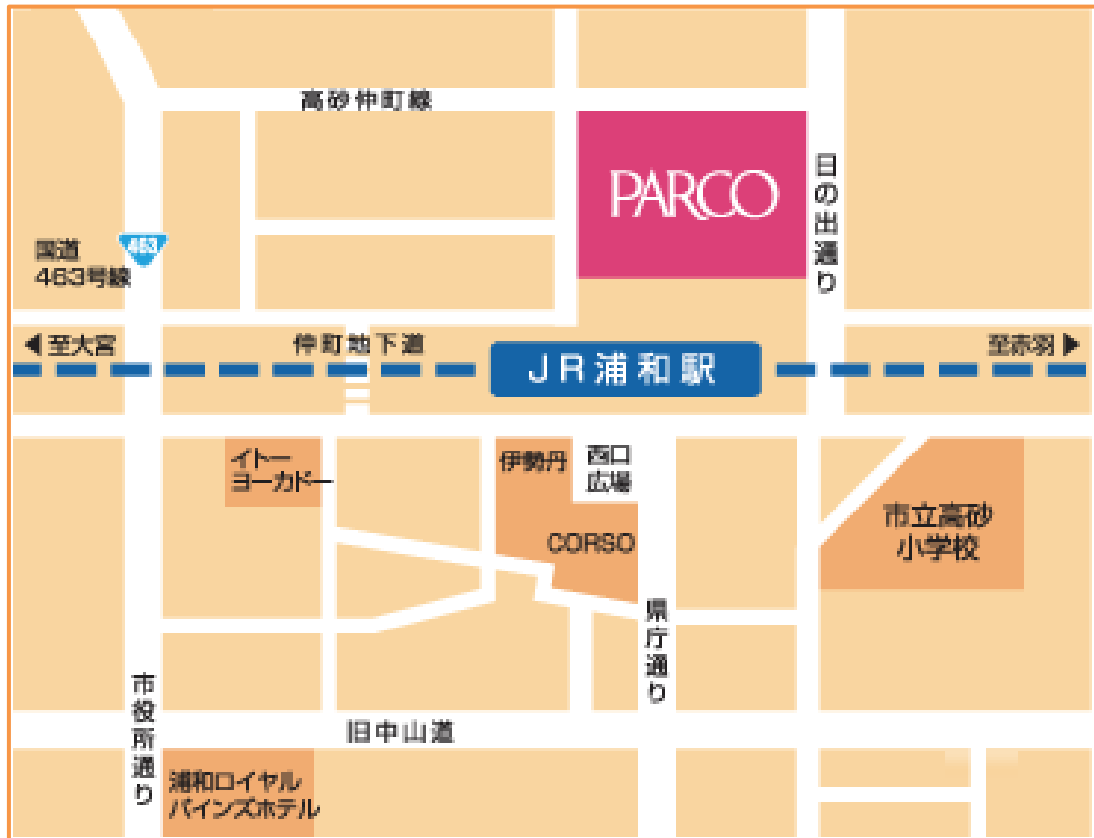 高砂仲町線
PARCO
日の出通り
463
国道
463号線
◀至大宮
仲町地下道
JR浦和駅
至赤羽▶
イトー
ヨーカドー
伊勢丹
西口
広場
CORSO
市立高砂
小学校
県庁通り
市役所通り
旧中山道
浦和ロイヤル
パインズホテル